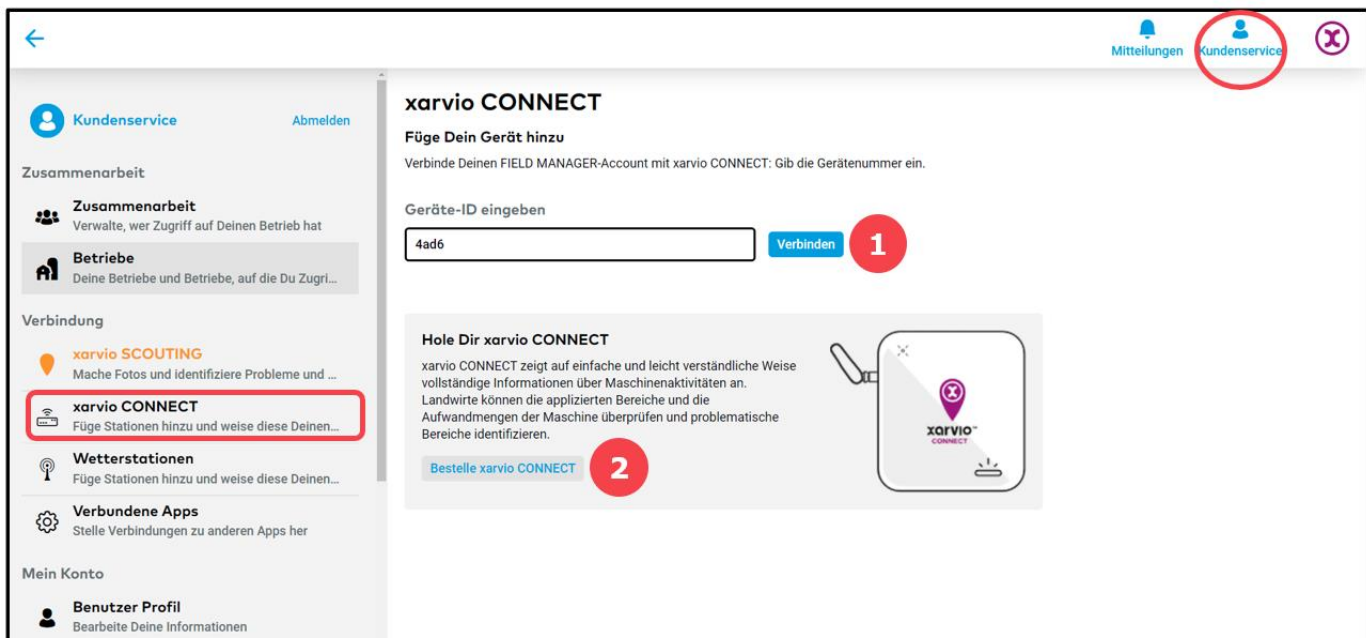 Mitteilungen
Kundenservice
Kundenservice
Abmelden
Zusammenarbeit
Zusammenarbeit
Verwalte, wer Zugriff auf Deinen Betrieb hat
Betriebe
Deine Betriebe und Betriebe, auf die Du Zugri...
Verbindung
xarvio SCOUTING
Mache Fotos und identifiziere Probleme und ...
xarvio CONNECT
Füge Stationen hinzu und weise diese Deinen...
Wetterstationen
Füge Stationen hinzu und weise diese Deinen...
Verbundene Apps
Stelle Verbindungen zu anderen Apps her
Mein Konto
Benutzer Profil
Bearbeite Deine Informationen
xarvio CONNECT
Füge Dein Gerät hinzu
Verbinde Deinen FIELD MANAGER-Account mit xarvio CONNECT: Gib die Gerätenummer ein.
Geräte-ID eingeben
4ad6
Verbinden
1
Hole Dir xarvio CONNECT
xarvio CONNECT zeigt auf einfache und leicht verständliche Weise
vollständige Informationen über Maschinenaktivitäten an.
Landwirte können die applizierten Bereiche und die
Aufwandmengen der Maschine überprüfen und problematische
Bereiche identifizieren.
Bestelle xarvio CONNECT
2
xarvio™
CONNECT